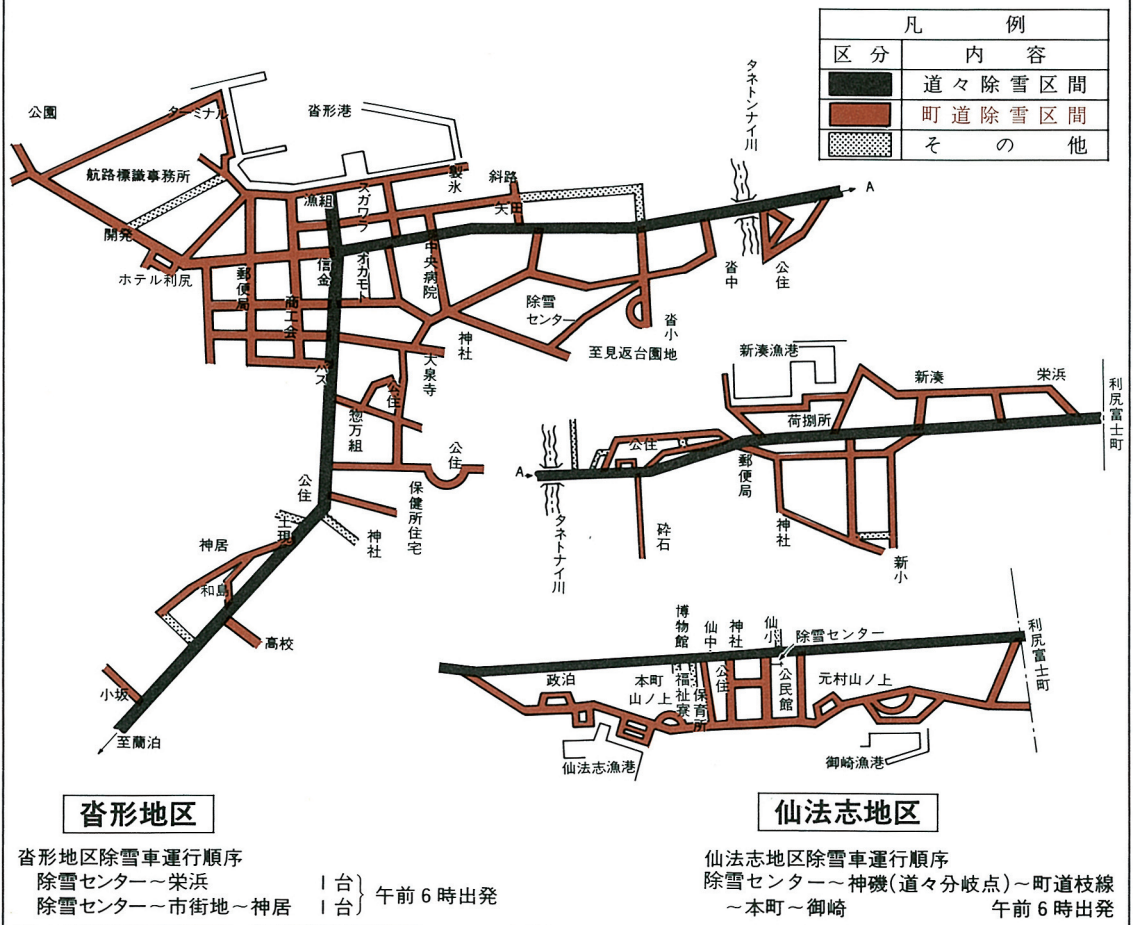 凡例
区分 内容
道々除雪区間
町道除雪区間
その他
公園
ターミナル
沓形港
タネトンナイ川
航路標識事務所
製氷
斜路
A
漁組
スガワラ
矢田
開発
ホテル利尻
郵便局
信金
オカモト
中央病院
沓中
公住
商工会
除雪
センター
沓小
神社
至見返台園地
バス
大泉寺
公住
惣万組
公住
保健所住宅
公住
土現
神社
神居
和島
高校
小坂
至蘭泊
新湊漁港
新湊
栄浜
利尻富士町
荷捌所
公住
A
郵便局
タネトナイ川
砕石
神社
新小
博物館
仙中
神社
仙小
除雪センター
利尻富士町
政泊
本町
山ノ上
福祉寮
保育所
公住
公民館
元村山ノ上
仙法志漁港
御崎漁港
沓形地区
沓形地区除雪車運行順序
除雪センター～栄浜 1台
除雪センター～市街地～神居 1台
午前6時出発
仙法志地区
仙法志地区除雪車運行順序
除雪センター～神磯(道々分岐点)～町道枝線
～本町～御崎 午前6時出発